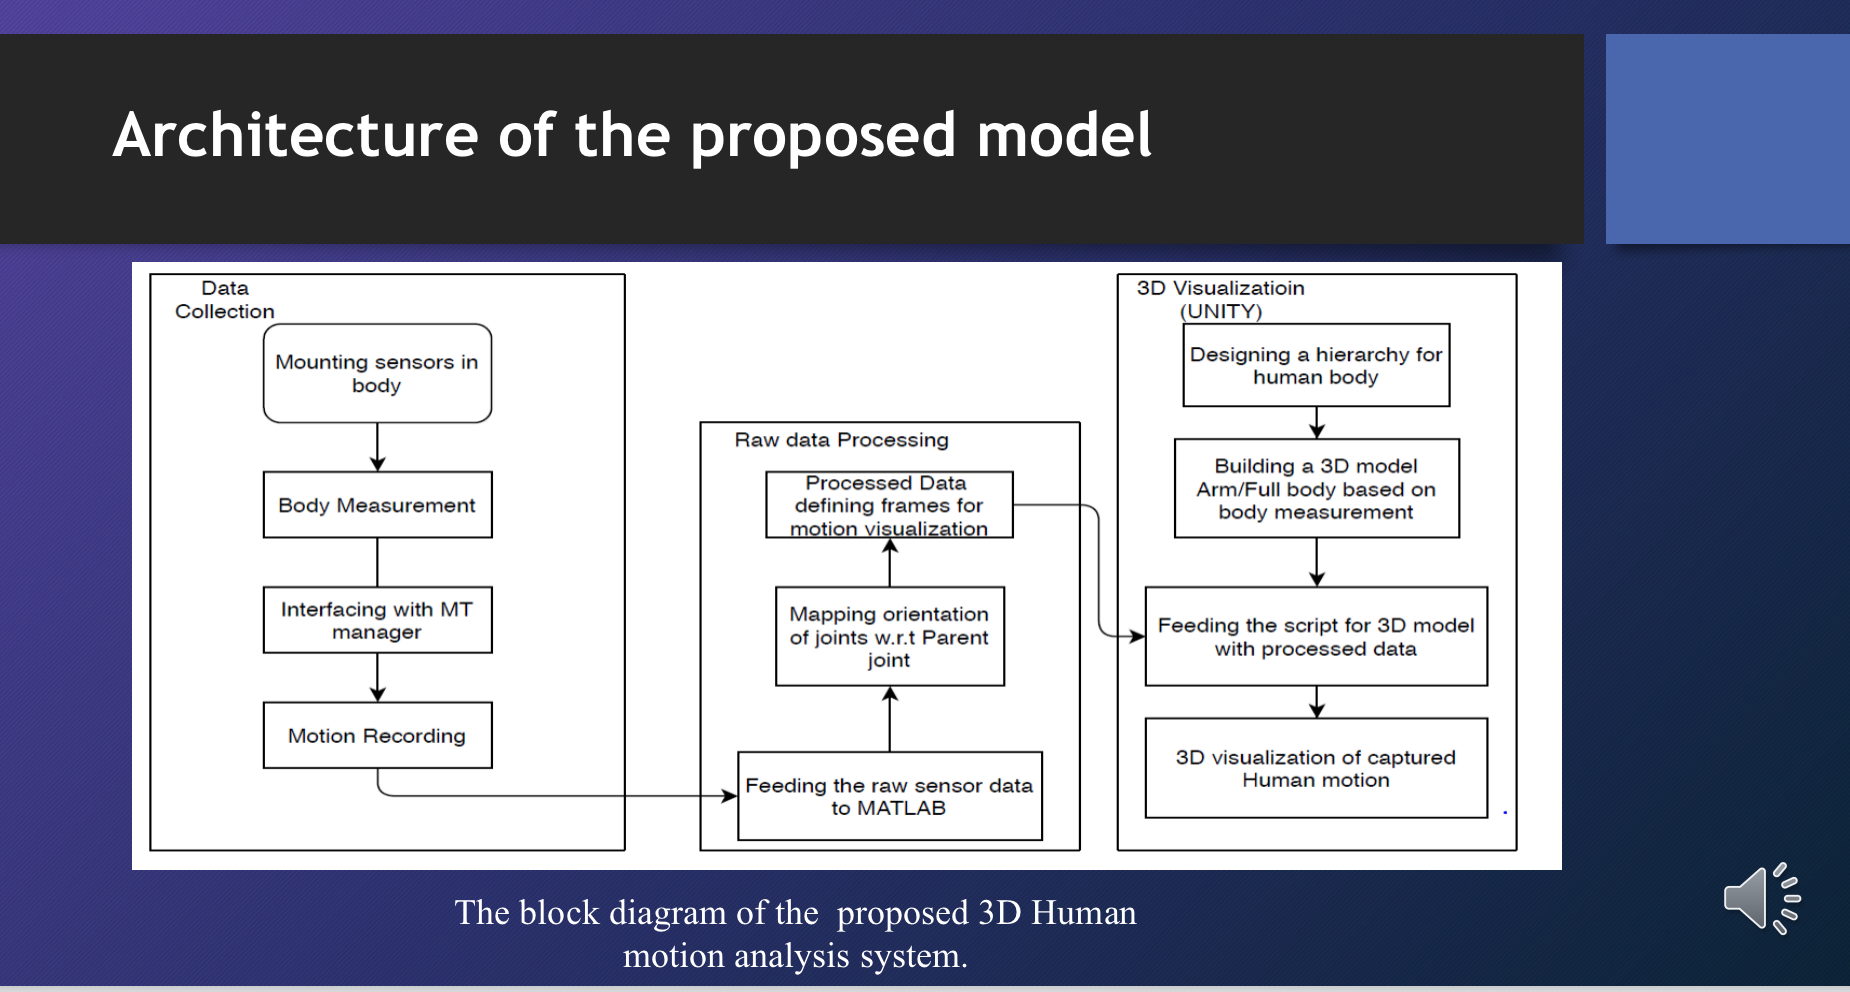 Architecture of the proposed model
Data
Collection
Mounting sensors in
body
Body Measurement
Interfacing with MT
manager
Motion Recording
Raw data Processing
Processed Data
defining frames for
motion visualization
Mapping orientation
of joints w.r.t Parent
joint
Feeding the raw sensor data
to MATLAB
3D Visualizatioin
(UNITY)
Designing a hierarchy for
human body
Building a 3D model
Arm/Full body based on
body measurement
Feeding the script for 3D model
with processed data
3D visualization of captured
Human motion
The block diagram of the  proposed 3D Human
motion analysis system.